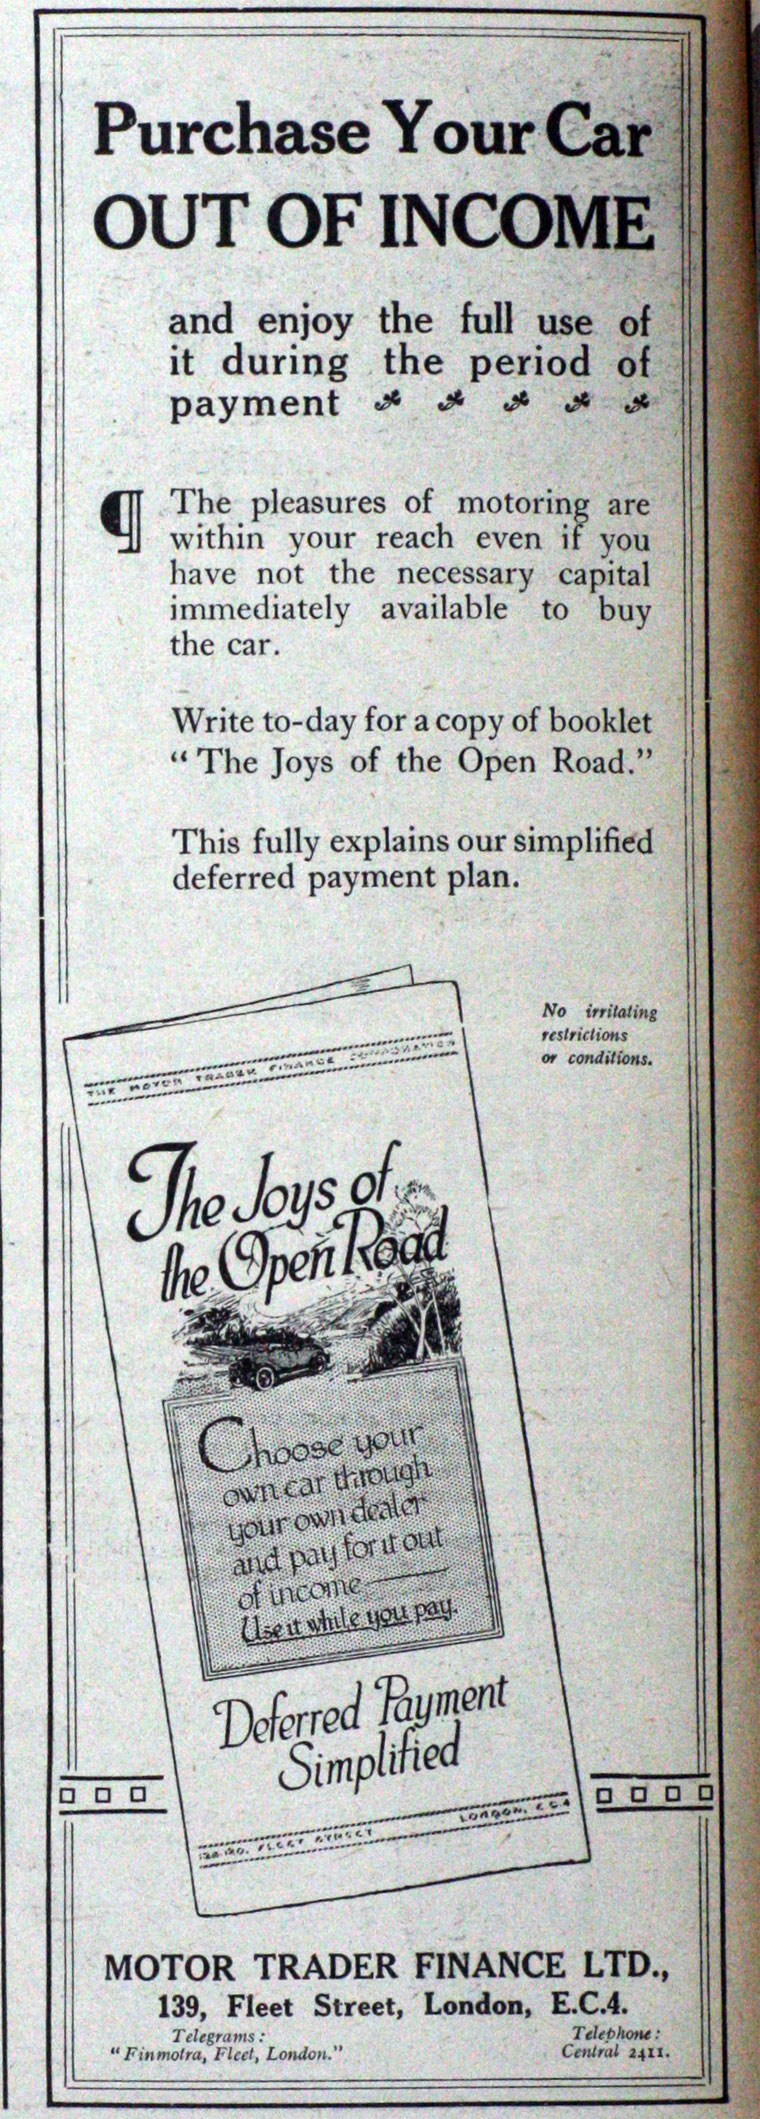 Purchase Your Car
OUT OF INCOME
and enjoy the full use of
it during the period of
payment
¶ The pleasures of motoring are
within your reach even if you
have not the necessary capital
immediately available to buy
the car.
Write to-day for a copy of booklet
“The Joys of the Open Road.”
This fully explains our simplified
deferred payment plan.
No irritating
restrictions
or conditions.
THE MOTOR TRADER FINANCE CORPORATION
The Joys of
the Open Road
Choose your
own car through
your own dealer
and pay for it out
of income
Use it while you pay.
Deferred Payment
Simplified
FLEET STREET LONDON, E.C.4
MOTOR TRADER FINANCE LTD.,
139, Fleet Street, London, E.C.4.
Telegrams: Telephone:
“Finmotra, Fleet, London.” Central 2411.